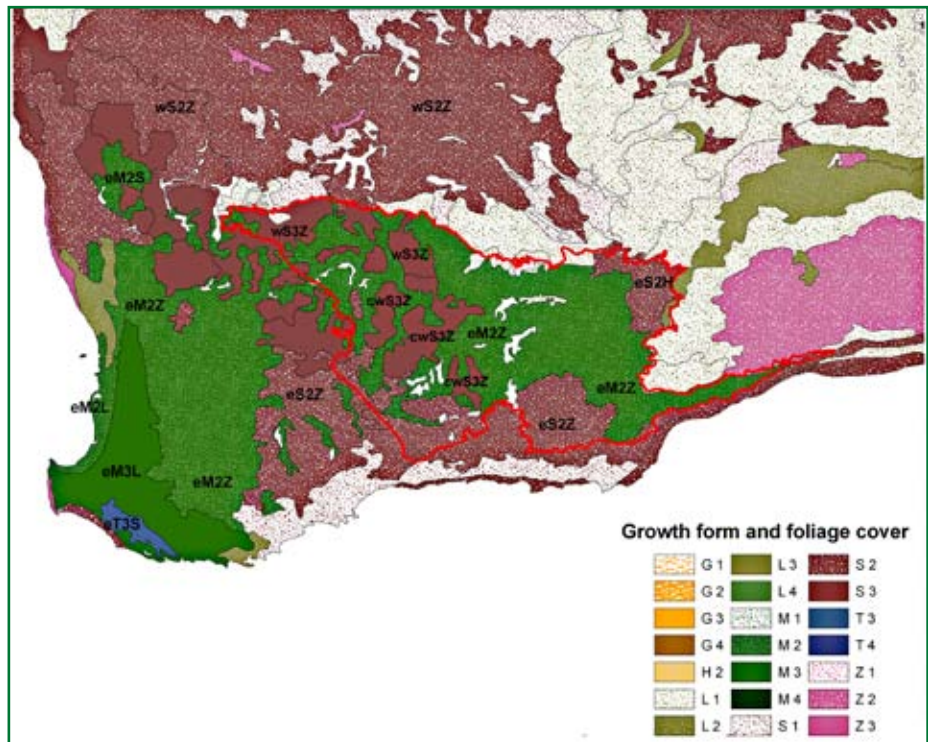 wS2Z
wS2Z
eM2S
wS3Z
wS3Z
eS2H
cwS3Z
eM2Z
cwS3Z
eM2Z
cwS3Z
eS2Z
eM2Z
eM2L
eS2Z
eM3L
eM2Z
eT3S
Growth form and foliage cover
G 1
L 3
S 2
G 2
L 4
S 3
G 3
M 1
T 3
G 4
M 2
T 4
H 2
M 3
Z 1
L 1
M 4
Z 2
L 2
S 1
Z 3